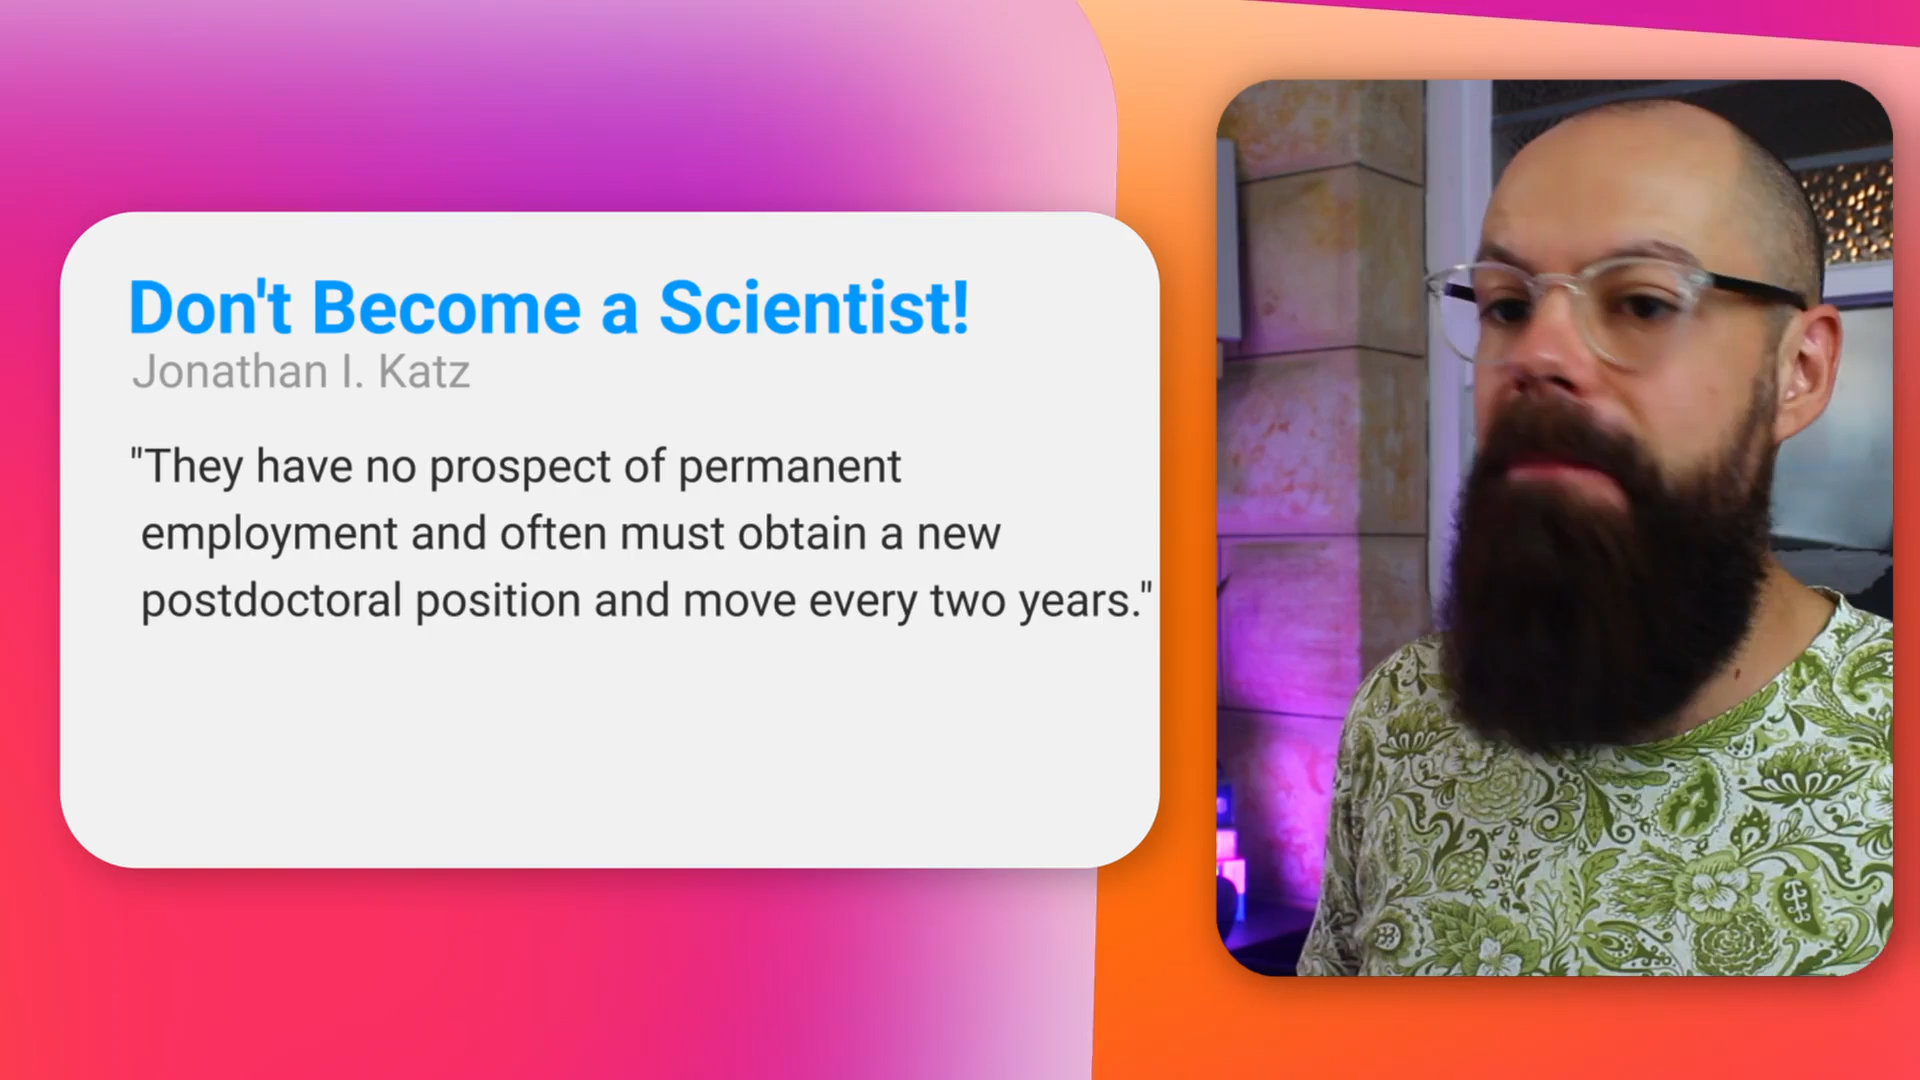 Don't Become a Scientist!
Jonathan I. Katz
"They have no prospect of permanent
employment and often must obtain a new
postdoctoral position and move every two years."